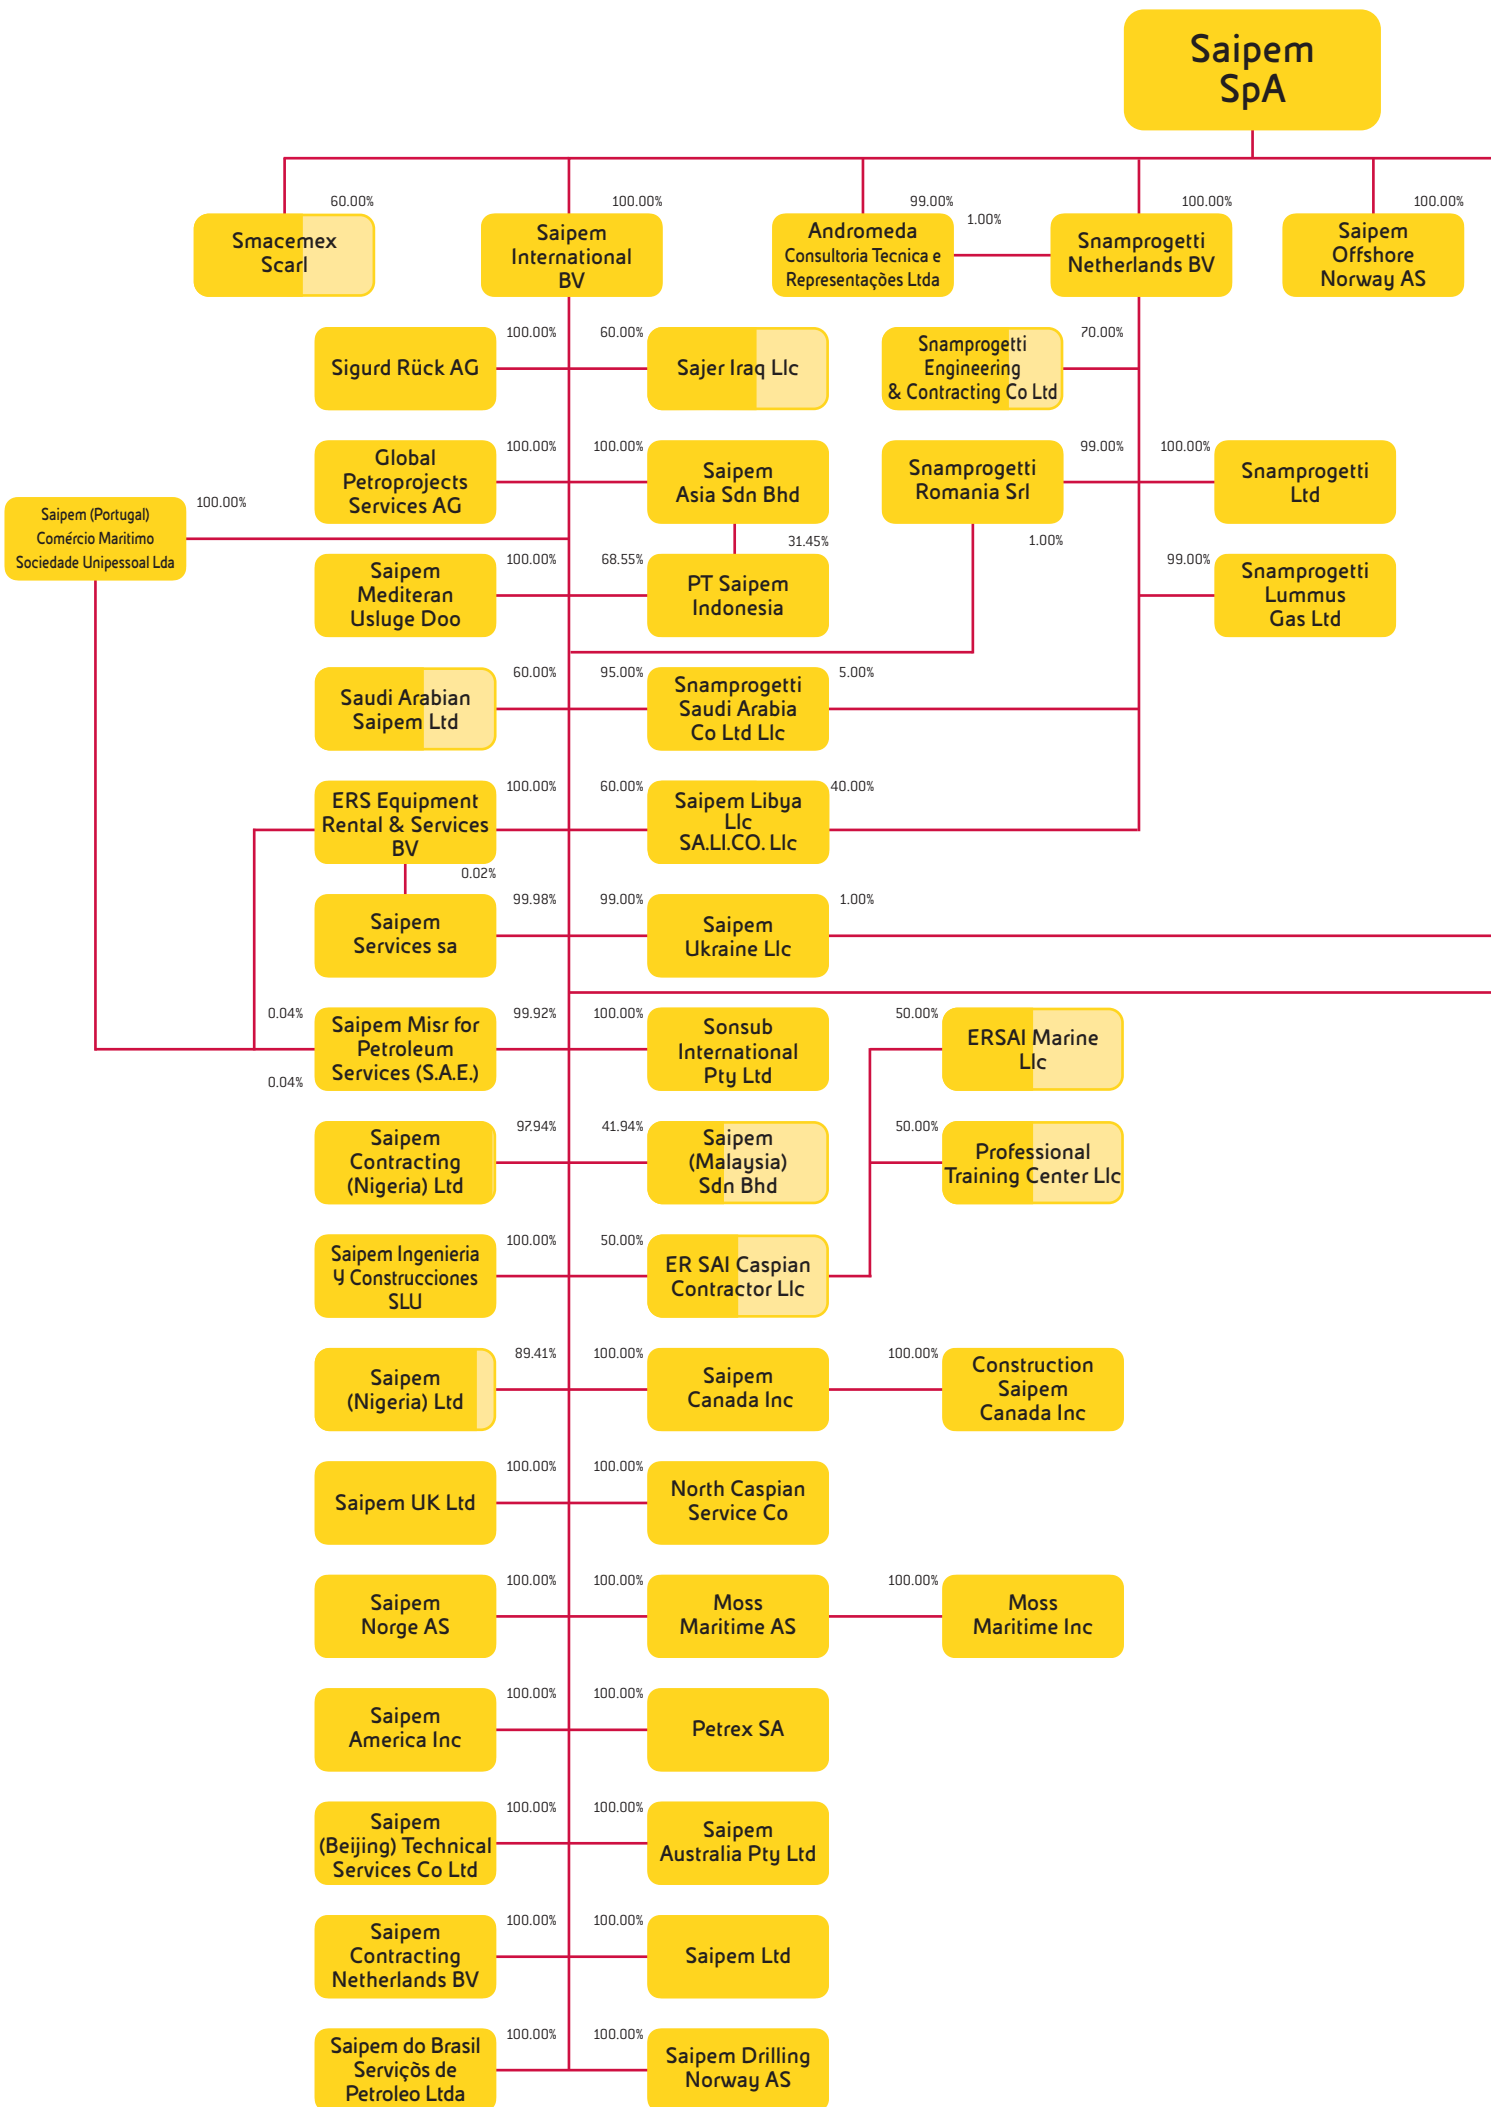 Saipem
SpA
60.00%
100.00%
99.00%
1.00%
100.00%
100.00%
Smacemex
Scarl
Saipem
International
BV
Andromeda
Consultoria Tecnica e
Representações Ltda
Snamprogetti
Netherlands BV
Saipem
Offshore
Norway AS
100.00%
60.00%
70.00%
Sigurd Rück AG
Sajer Iraq Llc
Snamprogetti
Engineering
& Contracting Co Ltd
100.00%
100.00%
99.00%
100.00%
Global
Petroprojects
Services AG
Saipem
Asia Sdn Bhd
Snamprogetti
Romania Srl
Snamprogetti
Ltd
100.00%
Saipem (Portugal)
Comércio Maritimo
Sociedade Unipessoal Lda
31.45%
1.00%
100.00%
68.55%
99.00%
Saipem
Mediteran
Usluge Doo
PT Saipem
Indonesia
Snamprogetti
Lummus
Gas Ltd
60.00%
95.00%
5.00%
Saudi Arabian
Saipem Ltd
Snamprogetti
Saudi Arabia
Co Ltd Llc
100.00%
60.00%
40.00%
ERS Equipment
Rental & Services
BV
Saipem Libya
Llc
SA.LI.CO. Llc
0.02%
99.98%
99.00%
1.00%
Saipem
Services sa
Saipem
Ukraine Llc
0.04%
99.92%
100.00%
50.00%
Saipem Misr for
Petroleum
Services (S.A.E.)
Sonsub
International
Pty Ltd
ERSAI Marine
Llc
0.04%
97.94%
41.94%
50.00%
Saipem
Contracting
(Nigeria) Ltd
Saipem
(Malaysia)
Sdn Bhd
Professional
Training Center Llc
100.00%
50.00%
Saipem Ingenieria
Y Construcciones
SLU
ER SAI Caspian
Contractor Llc
89.41%
100.00%
100.00%
Saipem
(Nigeria) Ltd
Saipem
Canada Inc
Construction
Saipem
Canada Inc
100.00%
100.00%
Saipem UK Ltd
North Caspian
Service Co
100.00%
100.00%
100.00%
Saipem
Norge AS
Moss
Maritime AS
Moss
Maritime Inc
100.00%
100.00%
Saipem
America Inc
Petrex SA
100.00%
100.00%
Saipem
(Beijing) Technical
Services Co Ltd
Saipem
Australia Pty Ltd
100.00%
100.00%
Saipem
Contracting
Netherlands BV
Saipem Ltd
100.00%
100.00%
Saipem do Brasil
Serviçòs de
Petroleo Ltda
Saipem Drilling
Norway AS